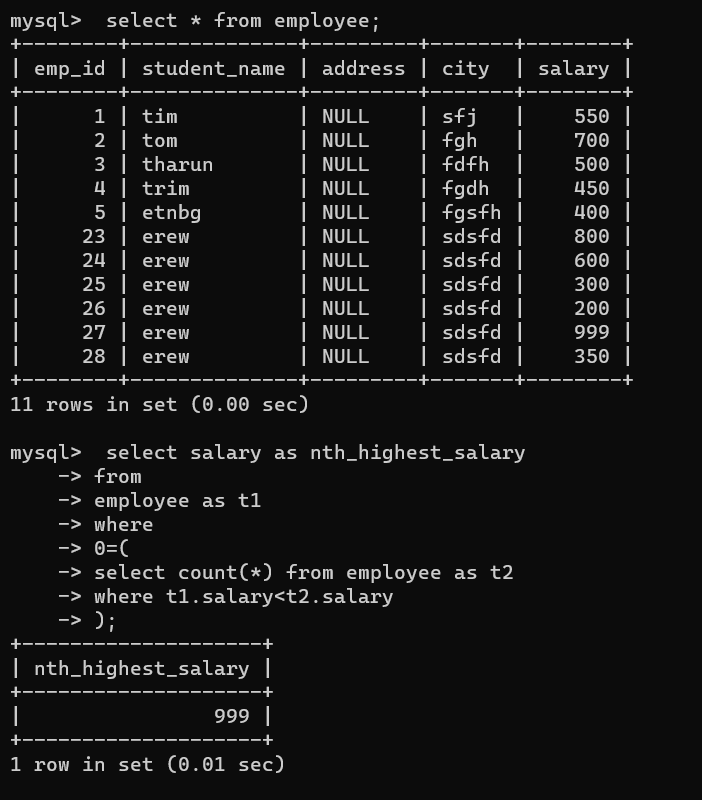 mysql>  select * from employee;
+--------+--------------+---------+-------+--------+
| emp_id | student_name | address | city  | salary |
+--------+--------------+---------+-------+--------+
|      1 | tim          | NULL    | sfj   |    550 |
|      2 | tom          | NULL    | fgh   |    700 |
|      3 | tharun       | NULL    | fdfh  |    500 |
|      4 | trim         | NULL    | fgdh  |    450 |
|      5 | etnbg        | NULL    | fgsfh |    400 |
|     23 | erew         | NULL    | sdsfd |    800 |
|     24 | erew         | NULL    | sdsfd |    600 |
|     25 | erew         | NULL    | sdsfd |    300 |
|     26 | erew         | NULL    | sdsfd |    200 |
|     27 | erew         | NULL    | sdsfd |    999 |
|     28 | erew         | NULL    | sdsfd |    350 |
+--------+--------------+---------+-------+--------+
11 rows in set (0.00 sec)

mysql>  select salary as nth_highest_salary
    -> from
    -> employee as t1
    -> where
    -> 0=(
    -> select count(*) from employee as t2
    -> where t1.salary<t2.salary
    -> );
+--------------------+
| nth_highest_salary |
+--------------------+
|                999 |
+--------------------+
1 row in set (0.01 sec)